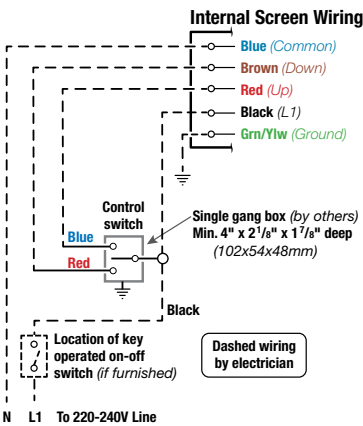 Internal Screen Wiring
Blue (Common)
Brown (Down)
Red (Up)
Black (L1)
Grn/Ylw (Ground)
Control
switch
Blue
Red
Single gang box (by others)
Min. 4" x 2 1/8" x 1 7/8" deep
(102x54x48mm)
Black
Location of key
operated on-off
switch (if furnished)
Dashed wiring
by electrician
N L1 To 220-240V Line